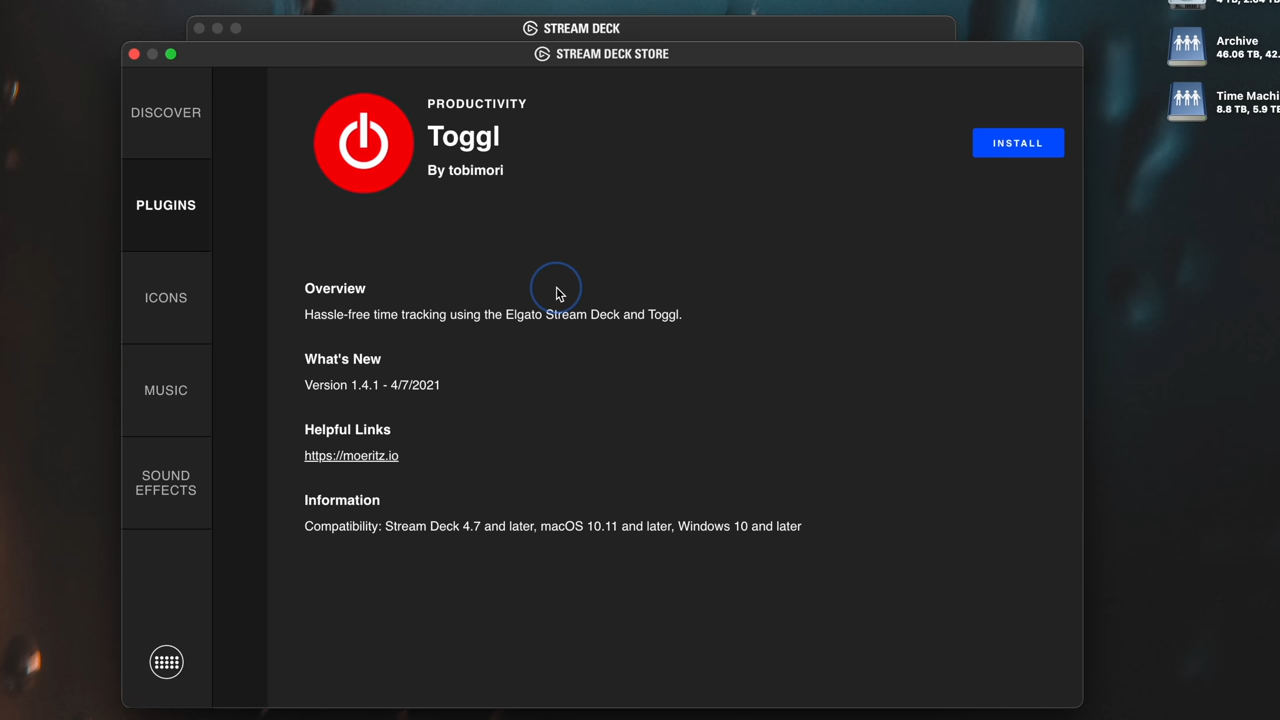 STREAM DECK
STREAM DECK STORE
DISCOVER
PLUGINS
ICONS
MUSIC
SOUND
EFFECTS
PRODUCTIVITY
Toggl
By tobimori
INSTALL
Overview
Hassle-free time tracking using the Elgato Stream Deck and Toggl.
What's New
Version 1.4.1 - 4/7/2021
Helpful Links
https://moeritz.io
Information
Compatibility: Stream Deck 4.7 and later, macOS 10.11 and later, Windows 10 and later
Archive
46.06 TB, 42.
Time Machi
8.8 TB, 5.9 T